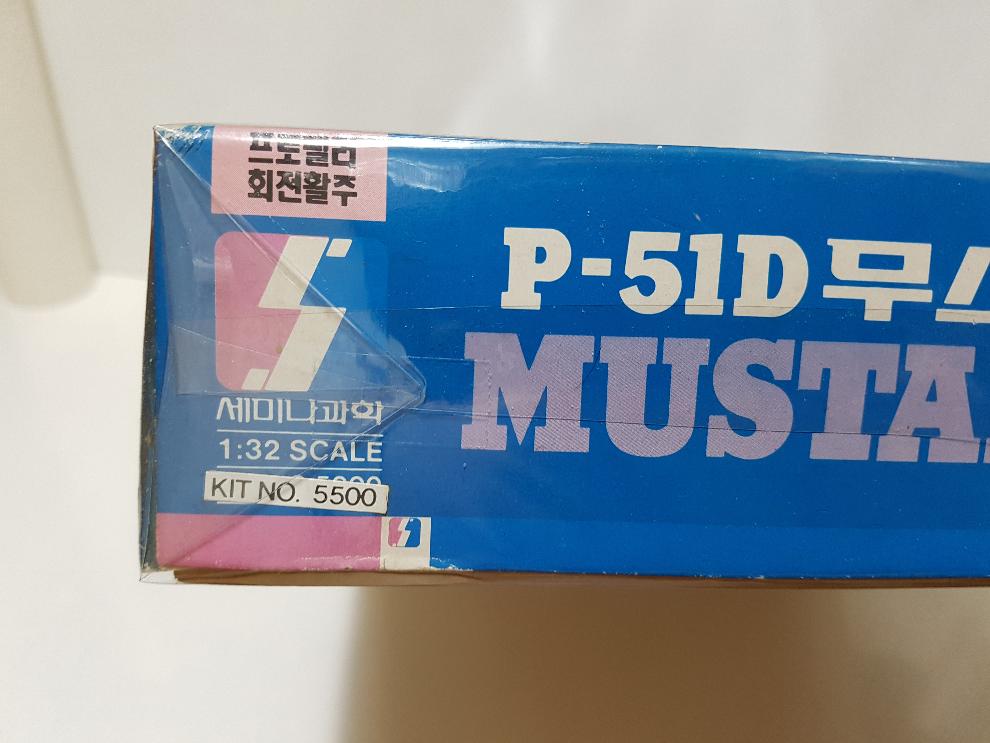 프로펠러
회전활주
P-51D 무스
MUSTA
세미나과학
1:32 SCALE
KIT NO. 5500